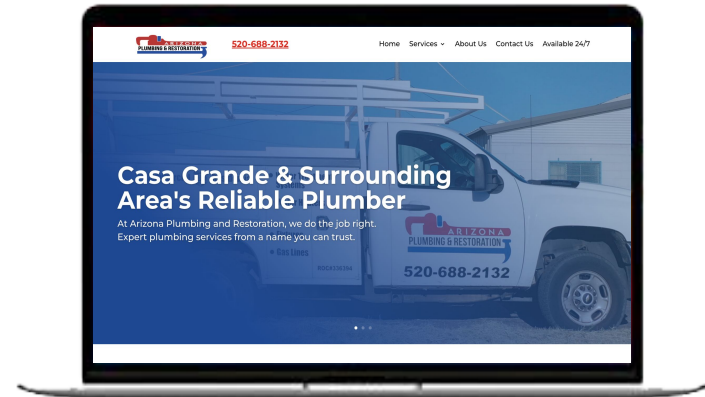 ARIZONA
PLUMBING & RESTORATION
520-688-2132
Home Services About Us Contact Us Available 24/7
Casa Grande & Surrounding
Area's Reliable Plumber
At Arizona Plumbing and Restoration, we do the job right.
Expert plumbing services from a name you can trust.
Gas Lines
ARIZONA
PLUMBING & RESTORATION
520-688-2132